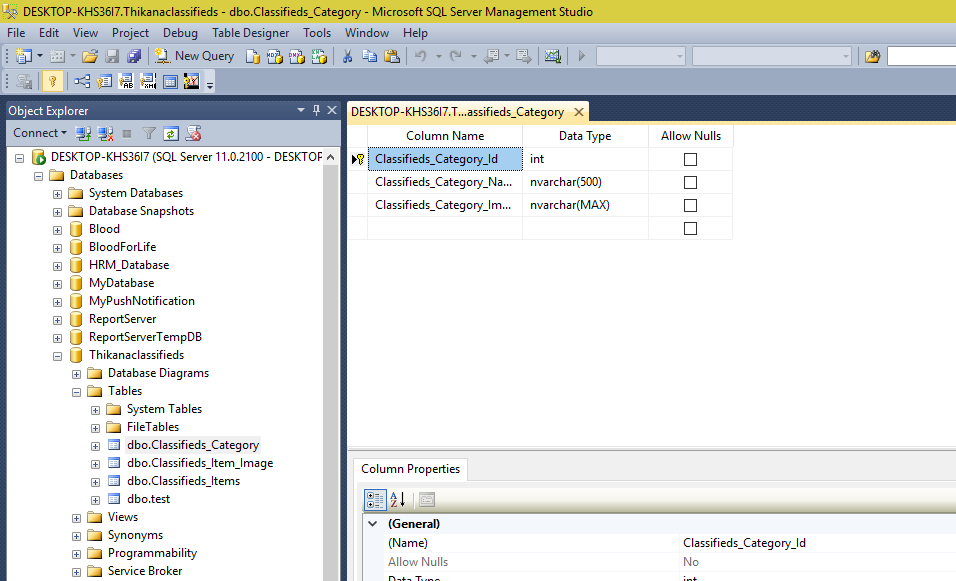 DESKTOP-KHS36I7.Thikanaclassifieds - dbo.Classifieds_Category - Microsoft SQL Server Management Studio
File Edit View Project Debug Table Designer Tools Window Help
New Query
Object Explorer
Connect
DESKTOP-KHS36I7 (SQL Server 11.0.2100 - DESKTOP
Databases
System Databases
Database Snapshots
Blood
BloodForLife
HRM_Database
MyDatabase
MyPushNotification
ReportServer
ReportServerTempDB
Thikanaclassifieds
Database Diagrams
Tables
System Tables
FileTables
dbo.Classifieds_Category
dbo.Classifieds_Item_Image
dbo.Classifieds_Items
dbo.test
Views
Synonyms
Programmability
Service Broker
DESKTOP-KHS36I7.T...assifieds_Category
Column Name Data Type Allow Nulls
Classifieds_Category_Id int
Classifieds_Category_Na... nvarchar(500)
Classifieds_Category_Im... nvarchar(MAX)
Column Properties
(General)
(Name) Classifieds_Category_Id
Allow Nulls No
Data Type int